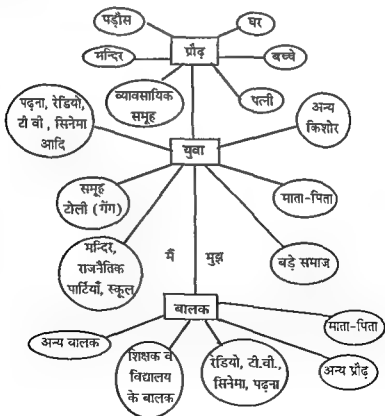 पड़ौस
घर
प्रौढ़
मन्दिर
बच्चे
व्यावसायिक
समूह
पत्नी
पढ़ना, रेडियो,
टी वी, सिनेमा
आदि
अन्य
किशोर
युवा
समूह
टोली (गेंग)
माता-पिता
मन्दिर,
राजनैतिक
पार्टियाँ, स्कूल
मैं मुझ
बड़े समाज
बालक
माता-पिता
अन्य बालक
शिक्षक व
विद्यालय
के बालक
रेडियो, टी.वी.,
सिनेमा, पढ़ना
अन्य प्रौढ़